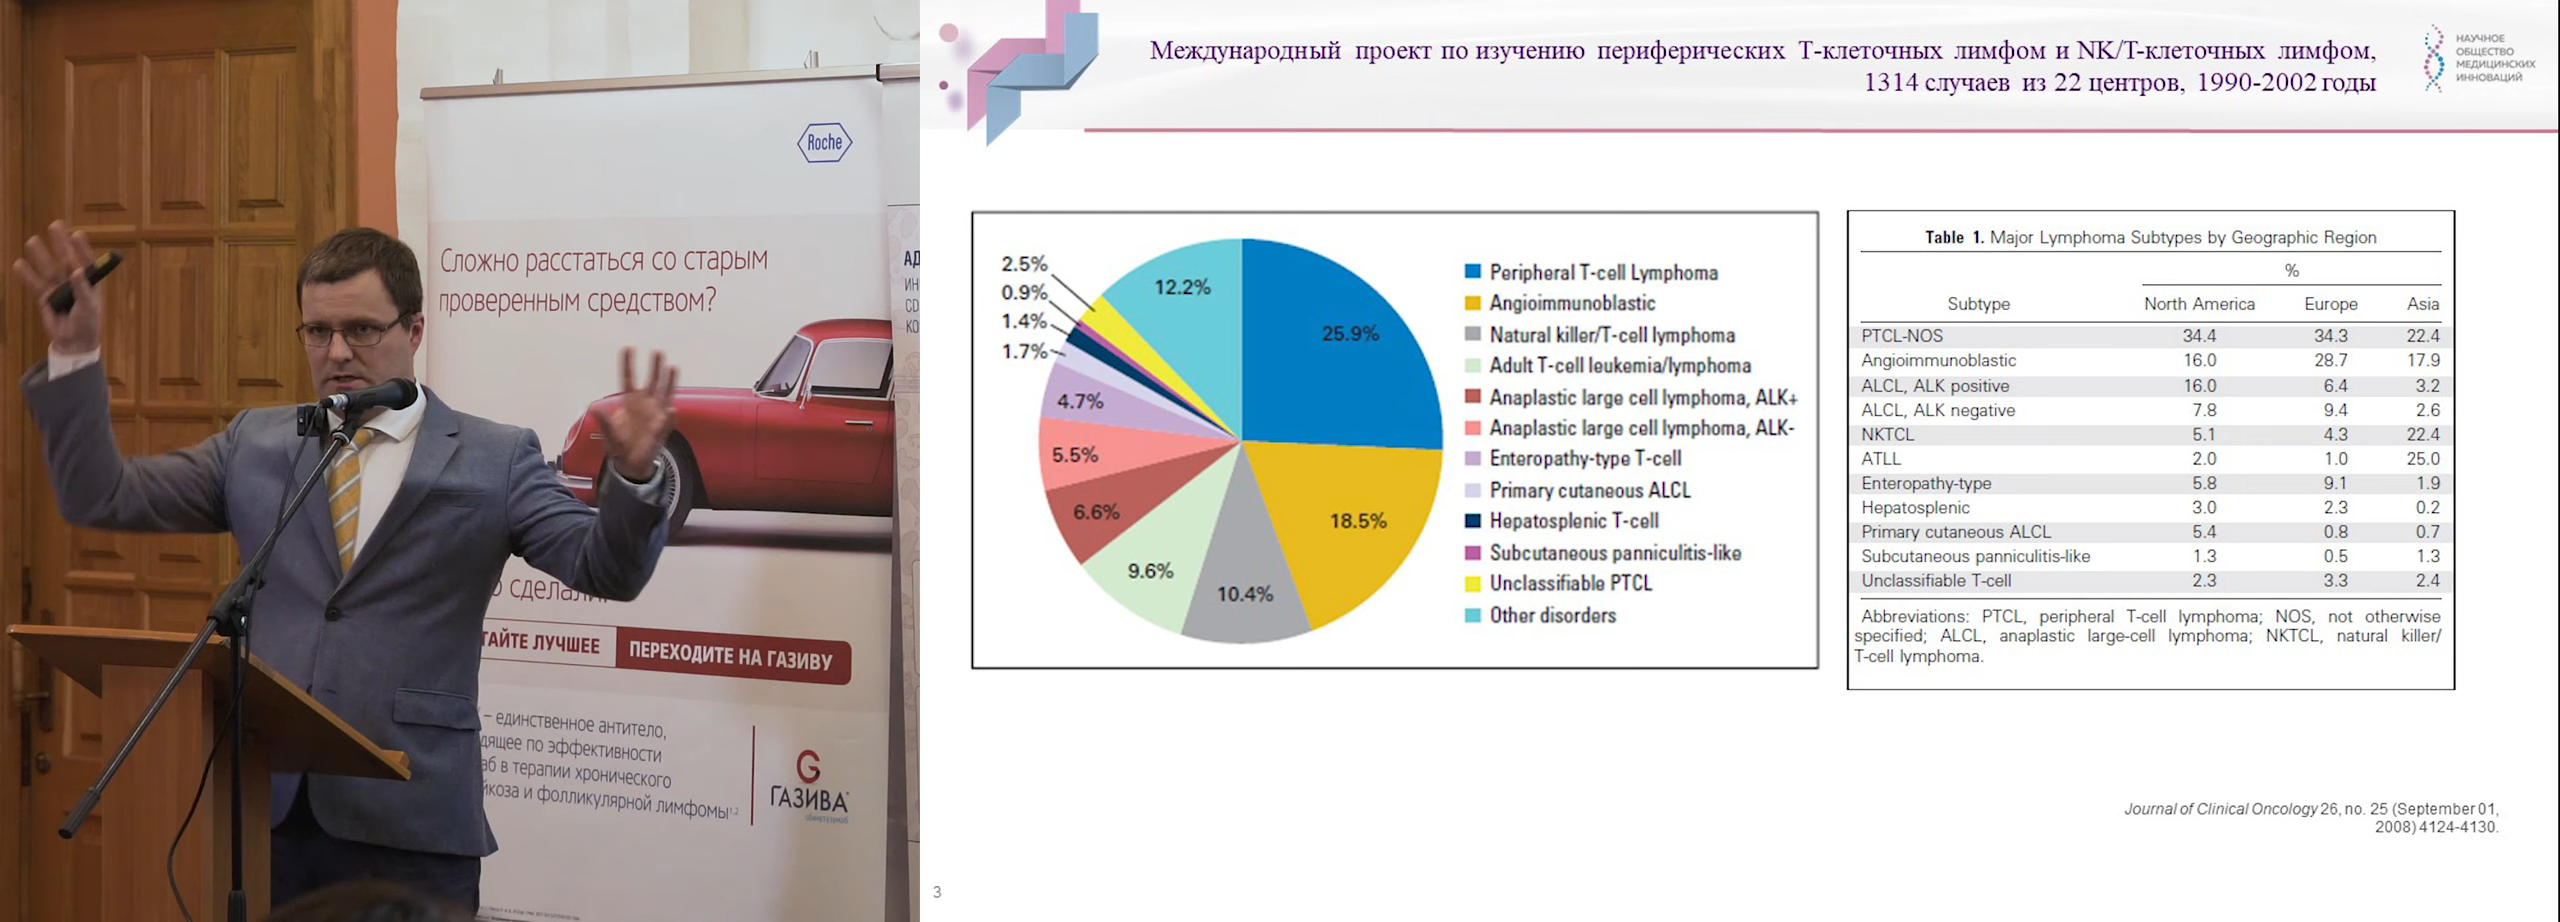 Roche
Сложно расстаться со старым
проверенным средством?
сделали
ТАЙТЕ ЛУЧШЕЕ
ПЕРЕХОДИТЕ НА ГАЗИВУ
– единственное антитело,
дящее по эффективности
аб в терапии хронического
йкоза и фолликулярной лимфомы1,2
G
ГАЗИВА
обинутузумаб
АД
ИН
CD
КО
Международный проект по изучению периферических Т-клеточных лимфом и NK/T-клеточных лимфом,
1314 случаев из 22 центров, 1990-2002 годы
НАУЧНОЕ
ОБЩЕСТВО
МЕДИЦИНСКИХ
ИННОВАЦИЙ
2.5%
0.9%
1.4%
1.7%
4.7%
5.5%
6.6%
9.6%
10.4%
18.5%
25.9%
12.2%
Peripheral T-cell Lymphoma
Angioimmunoblastic
Natural killer/T-cell lymphoma
Adult T-cell leukemia/lymphoma
Anaplastic large cell lymphoma, ALK+
Anaplastic large cell lymphoma, ALK-
Enteropathy-type T-cell
Primary cutaneous ALCL
Hepatosplenic T-cell
Subcutaneous panniculitis-like
Unclassifiable PTCL
Other disorders
Table 1. Major Lymphoma Subtypes by Geographic Region
%
Subtype North America Europe Asia
PTCL-NOS 34.4 34.3 22.4
Angioimmunoblastic 16.0 28.7 17.9
ALCL, ALK positive 16.0 6.4 3.2
ALCL, ALK negative 7.8 9.4 2.6
NKTCL 5.1 4.3 22.4
ATLL 2.0 1.0 25.0
Enteropathy-type 5.8 9.1 1.9
Hepatosplenic 3.0 2.3 0.2
Primary cutaneous ALCL 5.4 0.8 0.7
Subcutaneous panniculitis-like 1.3 0.5 1.3
Unclassifiable T-cell 2.3 3.3 2.4
Abbreviations: PTCL, peripheral T-cell lymphoma; NOS, not otherwise
specified; ALCL, anaplastic large-cell lymphoma; NKTCL, natural killer/
T-cell lymphoma.
Journal of Clinical Oncology 26, no. 25 (September 01,
2008) 4124-4130.
3